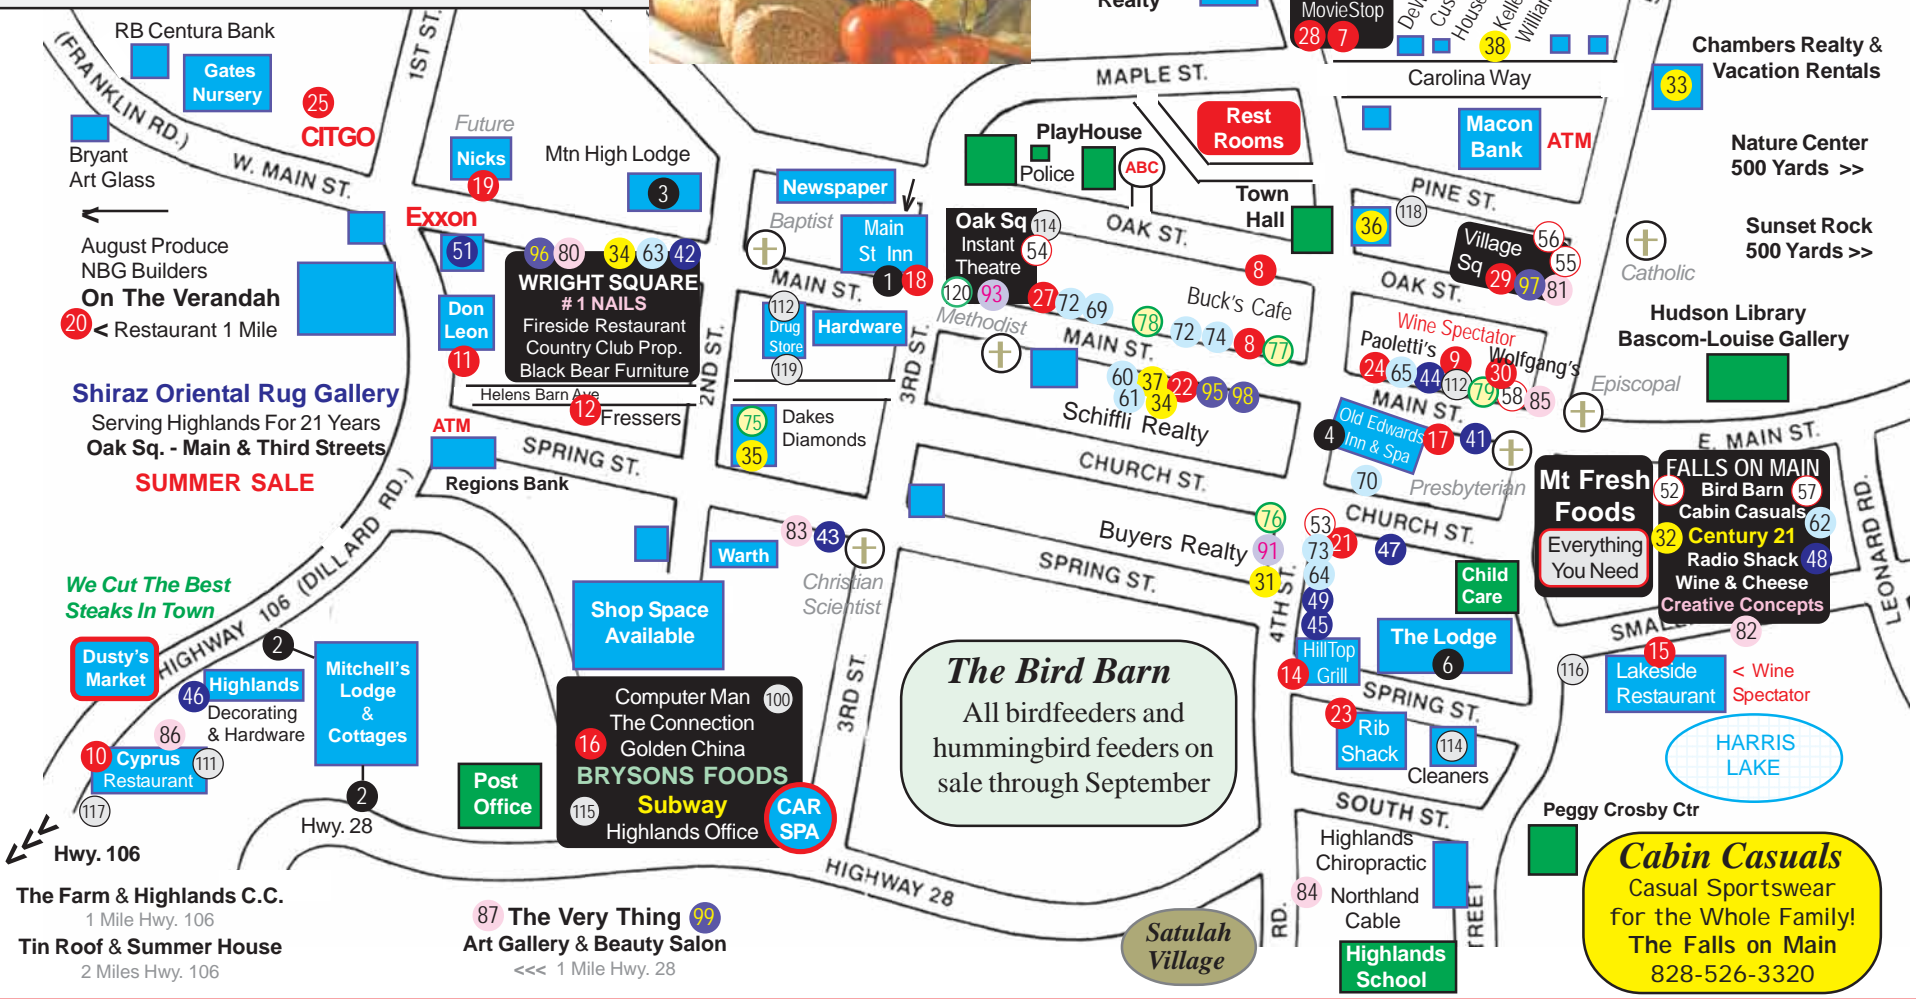 Realty
MovieStop
28
7
Cus
House
Kelle
Willian
38
Carolina Way
Chambers Realty &
Vacation Rentals
33
RB Centura Bank
Gates
Nursery
25
CITGO
(FRANKLIN RD.)
1ST ST.
Bryant
Art Glass
W. MAIN ST.
Future
Nicks
19
Mtn High Lodge
3
MAPLE ST.
Rest
Rooms
Macon
Bank
ATM
Nature Center
500 Yards >>
PlayHouse
Police
ABC
Town
Hall
PINE ST.
118
36
Sunset Rock
500 Yards >>
August Produce
NBG Builders
On The Verandah
20
< Restaurant 1 Mile
Exxon
51
96
80
34
63
42
WRIGHT SQUARE
# 1 NAILS
Fireside Restaurant
Country Club Prop.
Black Bear Furniture
Don
Leon
11
Newspaper
Baptist
Main
St Inn
1
18
MAIN ST.
112
Drug
Store
119
Hardware
2ND ST.
3RD ST.
Oak Sq
114
Instant
54
Theatre
120
93
27
72
69
Methodist
OAK ST.
8
Buck's Cafe
78
72
74
8
77
MAIN ST.
Village
Sq
56
55
29
97
81
OAK ST.
Catholic
Hudson Library
Bascom-Louise Gallery
Wine Spectator
Paoletti's
9
Wolfgang's
24
65
44
112
30
79
58
85
MAIN ST.
Episcopal
Shiraz Oriental Rug Gallery
Serving Highlands For 21 Years
Oak Sq. - Main & Third Streets
SUMMER SALE
Helens Barn Ave
12
Fressers
ATM
Regions Bank
SPRING ST.
75
35
Dakes
Diamonds
60
37
22
95
98
61
34
Schiffli Realty
CHURCH ST.
4
Old Edwards
Inn & Spa
17
41
70
Presbyterian
E. MAIN ST.
LEONARD RD.
Mt Fresh
Foods
Everything
You Need
FALLS ON MAIN
52
Bird Barn
57
Cabin Casuals
62
32
Century 21
Radio Shack
48
Wine & Cheese
Creative Concepts
82
HIGHWAY 106 (DILLARD RD.)
83
43
Christian
Scientist
Warth
Shop Space
Available
Buyers Realty
76
91
31
SPRING ST.
53
21
73
64
49
45
47
CHURCH ST.
4TH ST.
Child
Care
We Cut The Best
Steaks In Town
Dusty's
Market
2
46
Highlands
Decorating
& Hardware
Mitchell's
Lodge
&
Cottages
86
10
Cyprus
Restaurant
111
117
2
Hwy. 28
Hwy. 106
Post
Office
Computer Man
100
The Connection
16
Golden China
BRYSONS FOODS
Subway
115
Highlands Office
CAR
SPA
3RD ST.
The Bird Barn
All birdfeeders and
hummingbird feeders on
sale through September
HillTop
Grill
14
The Lodge
6
SPRING ST.
23
Rib
Shack
114
Cleaners
116
15
Lakeside
Restaurant
< Wine
Spectator
HARRIS
LAKE
SOUTH ST.
Highlands
Chiropractic
84
Northland
Cable
Peggy Crosby Ctr
HIGHWAY 28
The Farm & Highlands C.C.
1 Mile Hwy. 106
Tin Roof & Summer House
2 Miles Hwy. 106
87
The Very Thing
99
Art Gallery & Beauty Salon
<<< 1 Mile Hwy. 28
Satulah
Village
RD.
Highlands
School
Cabin Casuals
Casual Sportswear
for the Whole Family!
The Falls on Main
828-526-3320